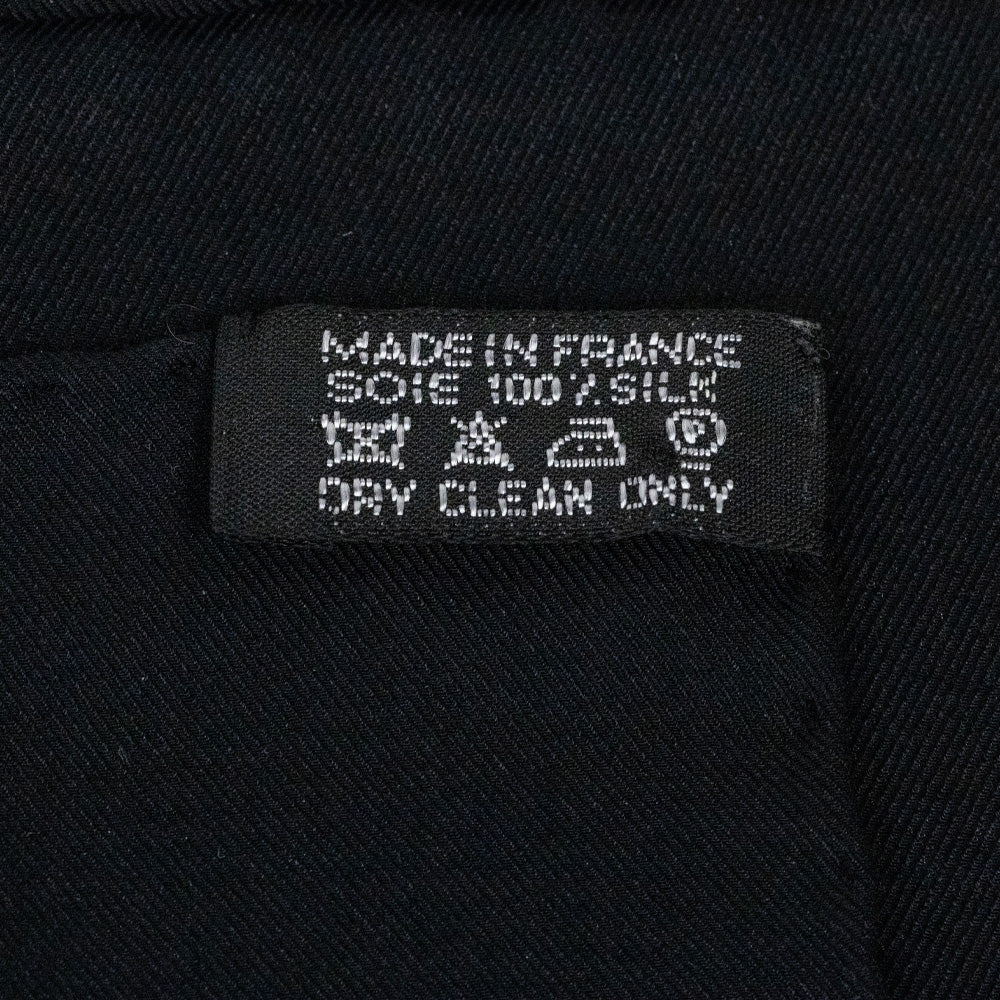 MADE IN FRANCE
SOIE 100% SILK
P
DRY CLEAN ONLY